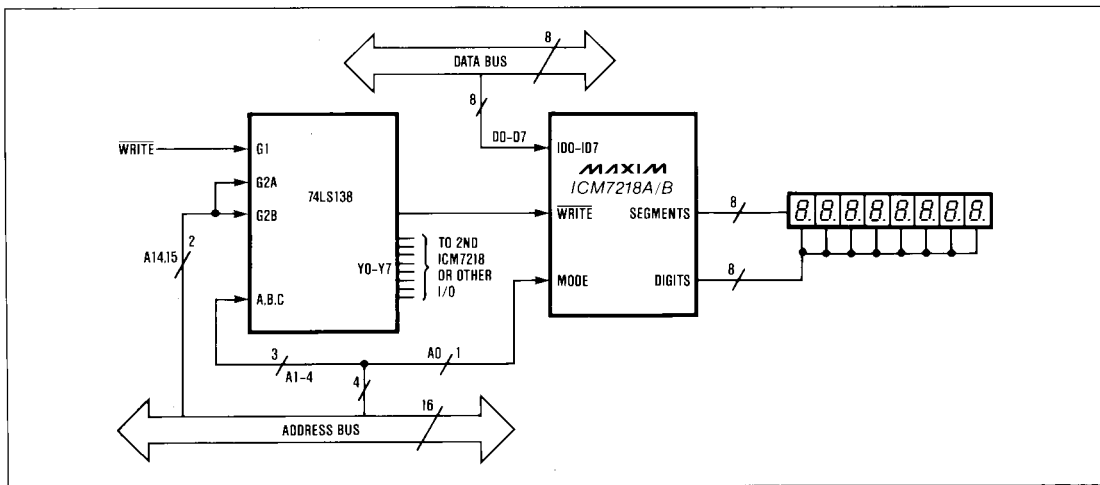 8
DATA BUS
8
D0-D7
WRITE
G1
G2A
G2B
74LS138
2
A14,15
A,B,C
Y0-Y7
TO 2ND
ICM7218
OR OTHER
I/O
ID0-ID7
MAXIM
ICM7218A/B
WRITE
SEGMENTS
MODE
DIGITS
8
8
8.8.8.8.8.8.8.8.
3
A1-4
A0
1
4
16
ADDRESS BUS